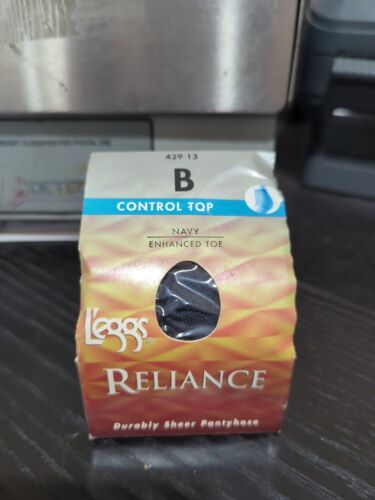 429 13
B
CONTROL TOP
NAVY
ENHANCED TOE
L'eggs®
RELIANCE
Durably Sheer Pantyhose